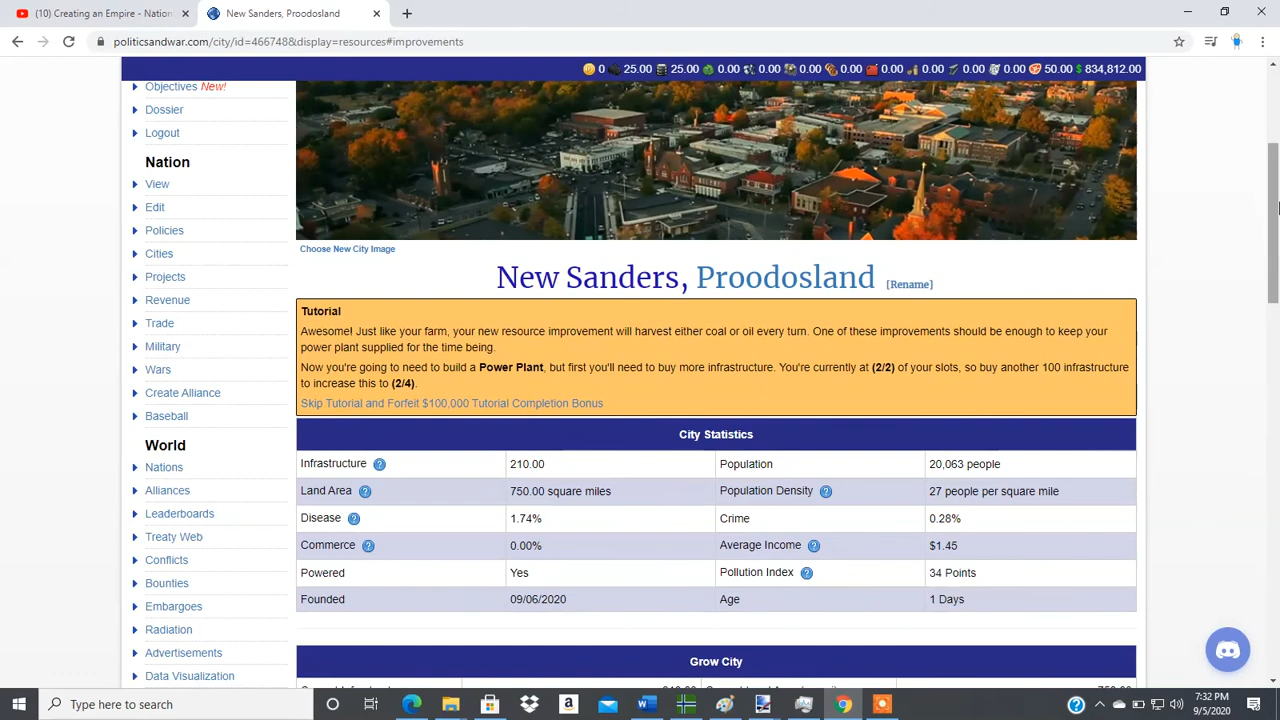 (10) Creating an Empire - Nation
New Sanders, Proodosland
politicsandwar.com/city/id=466748&display=resources#improvements
0 25.00 25.00 0.00 0.00 0.00 0.00 0.00 0.00 0.00 0.00 50.00 $ 834,812.00
Objectives New!
Dossier
Logout
Nation
View
Edit
Policies
Cities
Projects
Revenue
Trade
Military
Wars
Create Alliance
Baseball
World
Nations
Alliances
Leaderboards
Treaty Web
Conflicts
Bounties
Embargoes
Radiation
Advertisements
Data Visualization
Choose New City Image
New Sanders, Proodosland [Rename]
Tutorial
Awesome! Just like your farm, your new resource improvement will harvest either coal or oil every turn. One of these improvements should be enough to keep your
power plant supplied for the time being.
Now you're going to need to build a Power Plant, but first you'll need to buy more infrastructure. You're currently at (2/2) of your slots, so buy another 100 infrastructure
to increase this to (2/4).
Skip Tutorial and Forfeit $100,000 Tutorial Completion Bonus
City Statistics
Infrastructure ? 210.00 Population 20,063 people
Land Area ? 750.00 square miles Population Density ? 27 people per square mile
Disease ? 1.74% Crime 0.28%
Commerce ? 0.00% Average Income ? $1.45
Powered Yes Pollution Index ? 34 Points
Founded 09/06/2020 Age 1 Days
Grow City
Type here to search
7:32 PM
9/5/2020